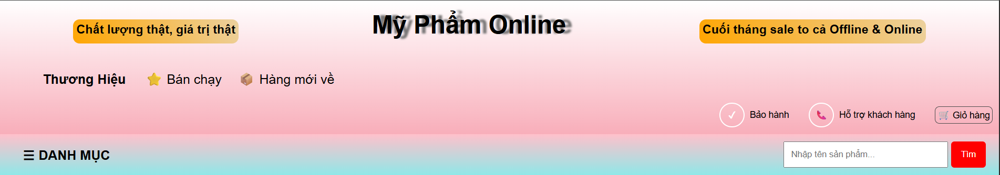 Chất lượng thật, giá trị thật
Mỹ Phẩm Online
Cuối tháng sale to cả Offline & Online
Thương Hiệu ⭐ Bán chạy 📦 Hàng mới về
✓ Bảo hành 📞 Hỗ trợ khách hàng 🛒 Giỏ hàng
☰ DANH MỤC
Nhập tên sản phẩm... Tìm